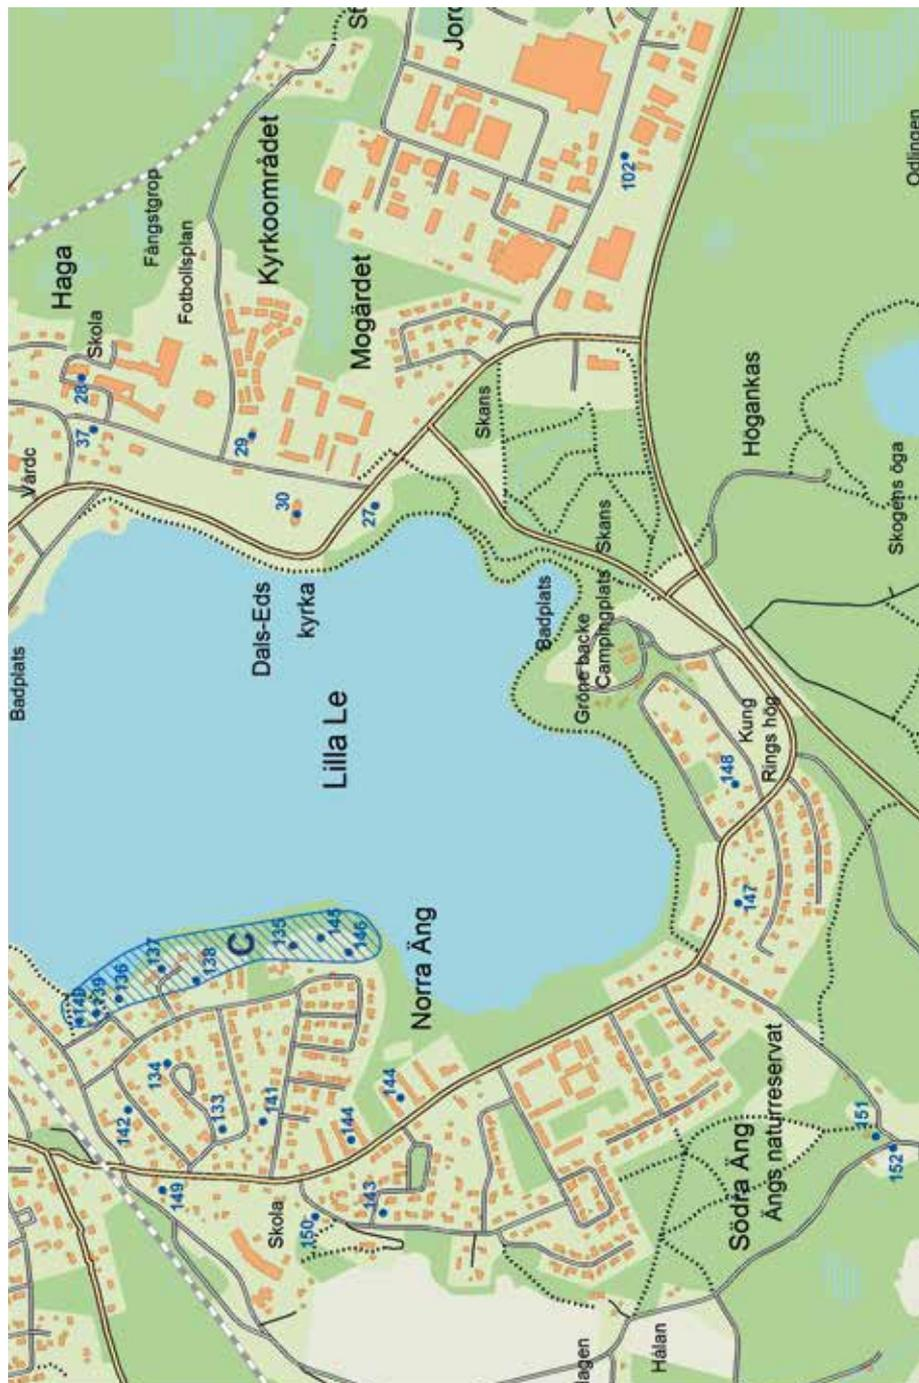 Badplats
Vårdc
Haga
Skola
28
37
140
139
136
142
134
137
149
138
133
Fångstgrop
Fotbollsplan
C
141
29
Kyrkoområdet
Dals-Eds
kyrka
30
135
Skola
150
145
Lilla Le
144
146
St
Mogärdet
27
143
144
Norra Äng
Jord
Skans
Badplats
Gröne backe
Campingplats
Skans
lagen
102
Hålan
148
147
Kung
Rings hög
Högankas
Södra Äng
Ängs naturreservat
151
152
Skogens öga
Odlingen